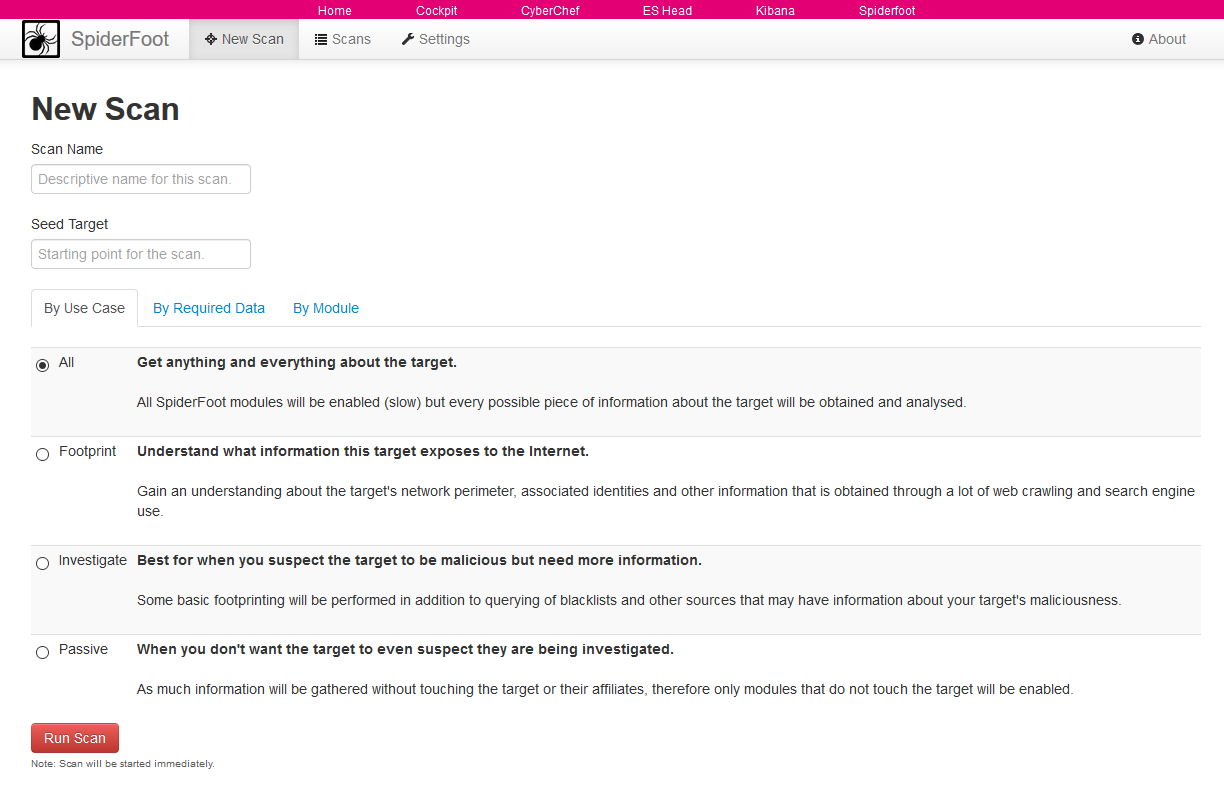 Home Cockpit CyberChef ES Head Kibana Spiderfoot
SpiderFoot New Scan Scans Settings About
New Scan
Scan Name
Descriptive name for this scan.
Seed Target
Starting point for the scan.
By Use Case By Required Data By Module
All Get anything and everything about the target.
All SpiderFoot modules will be enabled (slow) but every possible piece of information about the target will be obtained and analysed.
Footprint Understand what information this target exposes to the Internet.
Gain an understanding about the target's network perimeter, associated identities and other information that is obtained through a lot of web crawling and search engine
use.
Investigate Best for when you suspect the target to be malicious but need more information.
Some basic footprinting will be performed in addition to querying of blacklists and other sources that may have information about your target's maliciousness.
Passive When you don't want the target to even suspect they are being investigated.
As much information will be gathered without touching the target or their affiliates, therefore only modules that do not touch the target will be enabled.
Run Scan
Note: Scan will be started immediately.